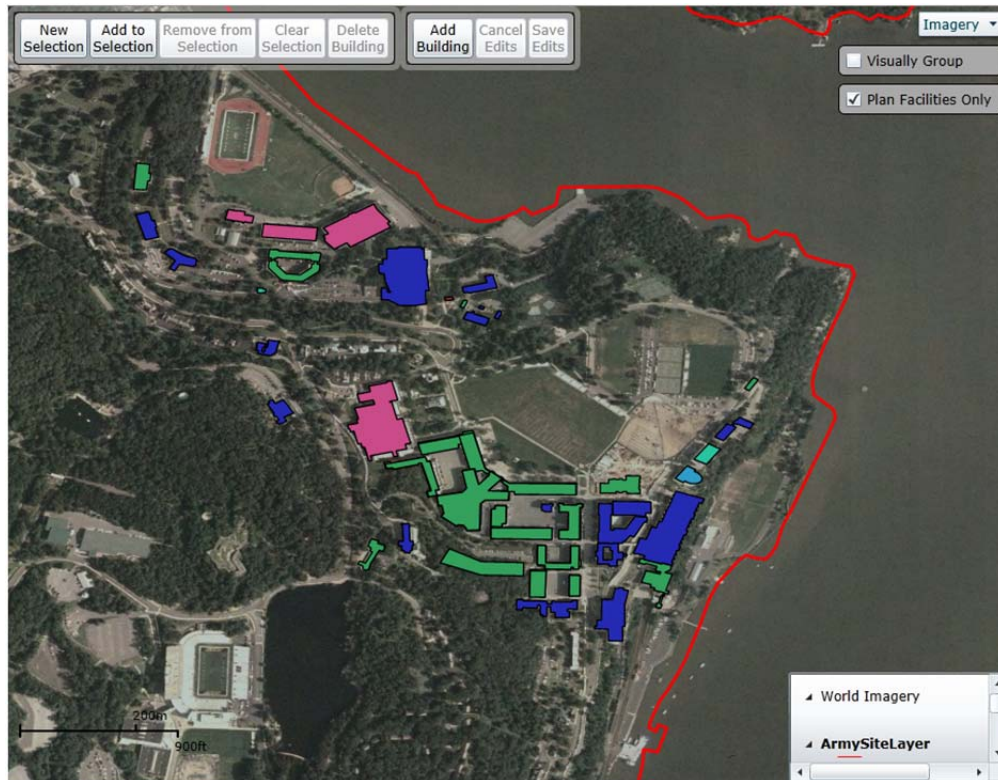 New
Selection
Add to
Selection
Remove from
Selection
Clear
Selection
Delete
Building
Add
Building
Cancel
Edits
Save
Edits
Imagery
Visually Group
Plan Facilities Only
200m
900ft
World Imagery
ArmySiteLayer